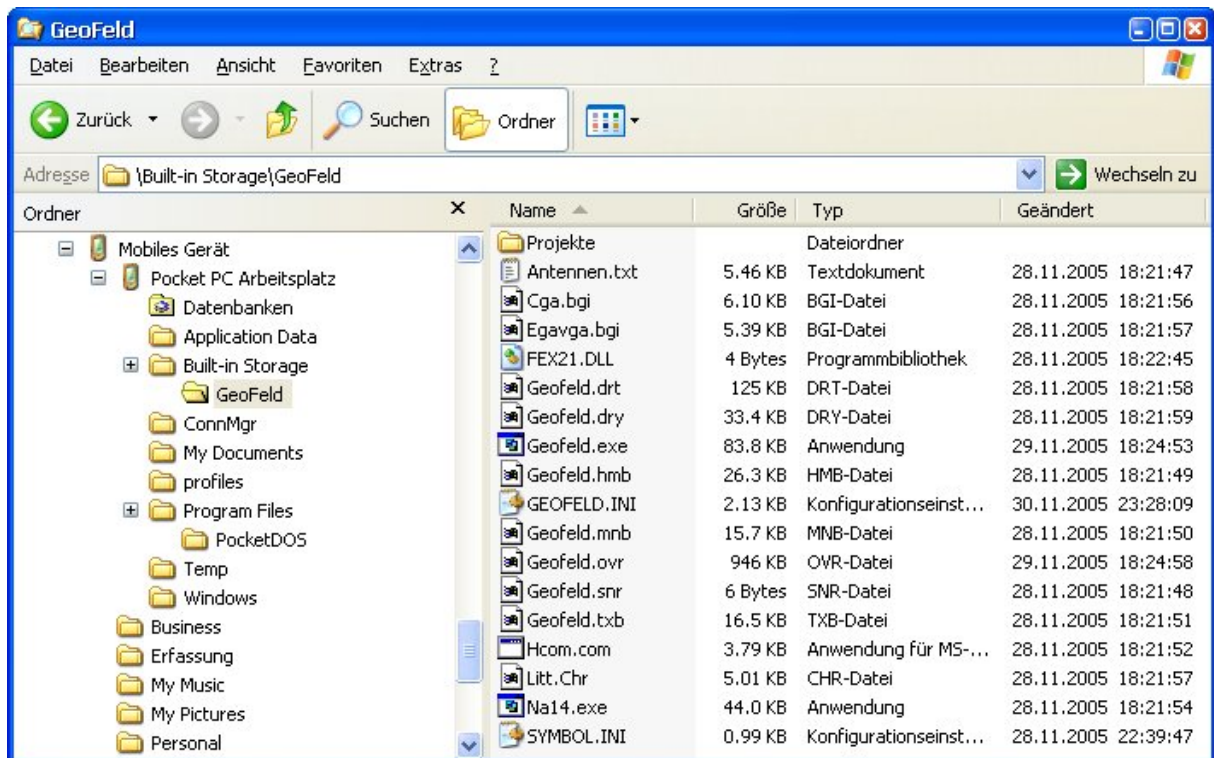 GeoFeld
Datei Bearbeiten Ansicht Favoriten Extras ?
Zurück Suchen Ordner
Adresse \Built-in Storage\GeoFeld Wechseln zu
Ordner Name Größe Typ Geändert
Mobiles Gerät
Pocket PC Arbeitsplatz
Datenbanken
Application Data
Built-in Storage
GeoFeld
ConnMgr
My Documents
profiles
Program Files
PocketDOS
Temp
Windows
Business
Erfassung
My Music
My Pictures
Personal
Projekte Dateiordner
Antennen.txt 5.46 KB Textdokument 28.11.2005 18:21:47
Cga.bgi 6.10 KB BGI-Datei 28.11.2005 18:21:56
Egavga.bgi 5.39 KB BGI-Datei 28.11.2005 18:21:57
FEX21.DLL 4 Bytes Programmbibliothek 28.11.2005 18:22:45
Geofeld.drt 125 KB DRT-Datei 28.11.2005 18:21:58
Geofeld.dry 33.4 KB DRY-Datei 28.11.2005 18:21:59
Geofeld.exe 83.8 KB Anwendung 29.11.2005 18:24:53
Geofeld.hmb 26.3 KB HMB-Datei 28.11.2005 18:21:49
GEOFELD.INI 2.13 KB Konfigurationseinst... 30.11.2005 23:28:09
Geofeld.mnb 15.7 KB MNB-Datei 28.11.2005 18:21:50
Geofeld.ovr 946 KB OVR-Datei 29.11.2005 18:24:58
Geofeld.snr 6 Bytes SNR-Datei 28.11.2005 18:21:48
Geofeld.txb 16.5 KB TXB-Datei 28.11.2005 18:21:51
Hcom.com 3.79 KB Anwendung für MS-... 28.11.2005 18:21:52
Litt.Chr 5.01 KB CHR-Datei 28.11.2005 18:21:57
Na14.exe 44.0 KB Anwendung 28.11.2005 18:21:54
SYMBOL.INI 0.99 KB Konfigurationseinst... 28.11.2005 22:39:47